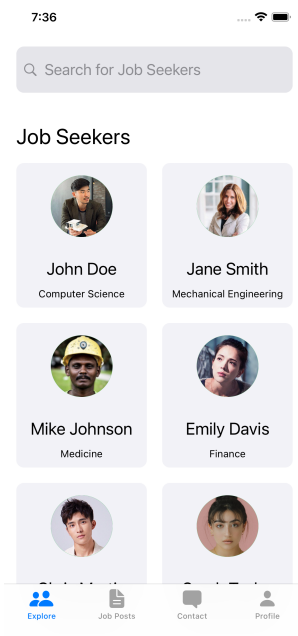 7:36
Search for Job Seekers
Job Seekers
John Doe
Computer Science
Jane Smith
Mechanical Engineering
Mike Johnson
Medicine
Emily Davis
Finance
Explore
Job Posts
Contact
Profile